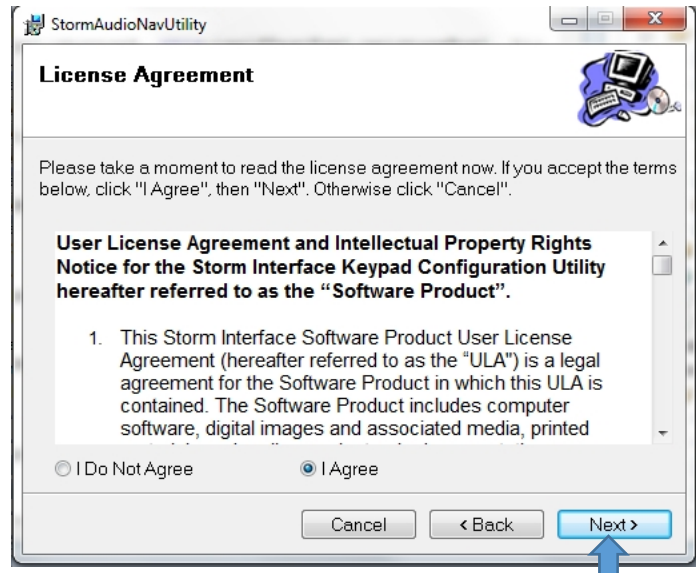 StormAudioNavUtility
License Agreement
Please take a moment to read the license agreement now. If you accept the terms
below, click "I Agree", then "Next". Otherwise click "Cancel".
User License Agreement and Intellectual Property Rights
Notice for the Storm Interface Keypad Configuration Utility
hereafter referred to as the “Software Product”.
1. This Storm Interface Software Product User License
Agreement (hereafter referred to as the “ULA”) is a legal
agreement for the Software Product in which this ULA is
contained. The Software Product includes computer
software, digital images and associated media, printed
I Do Not Agree I Agree
Cancel < Back Next >